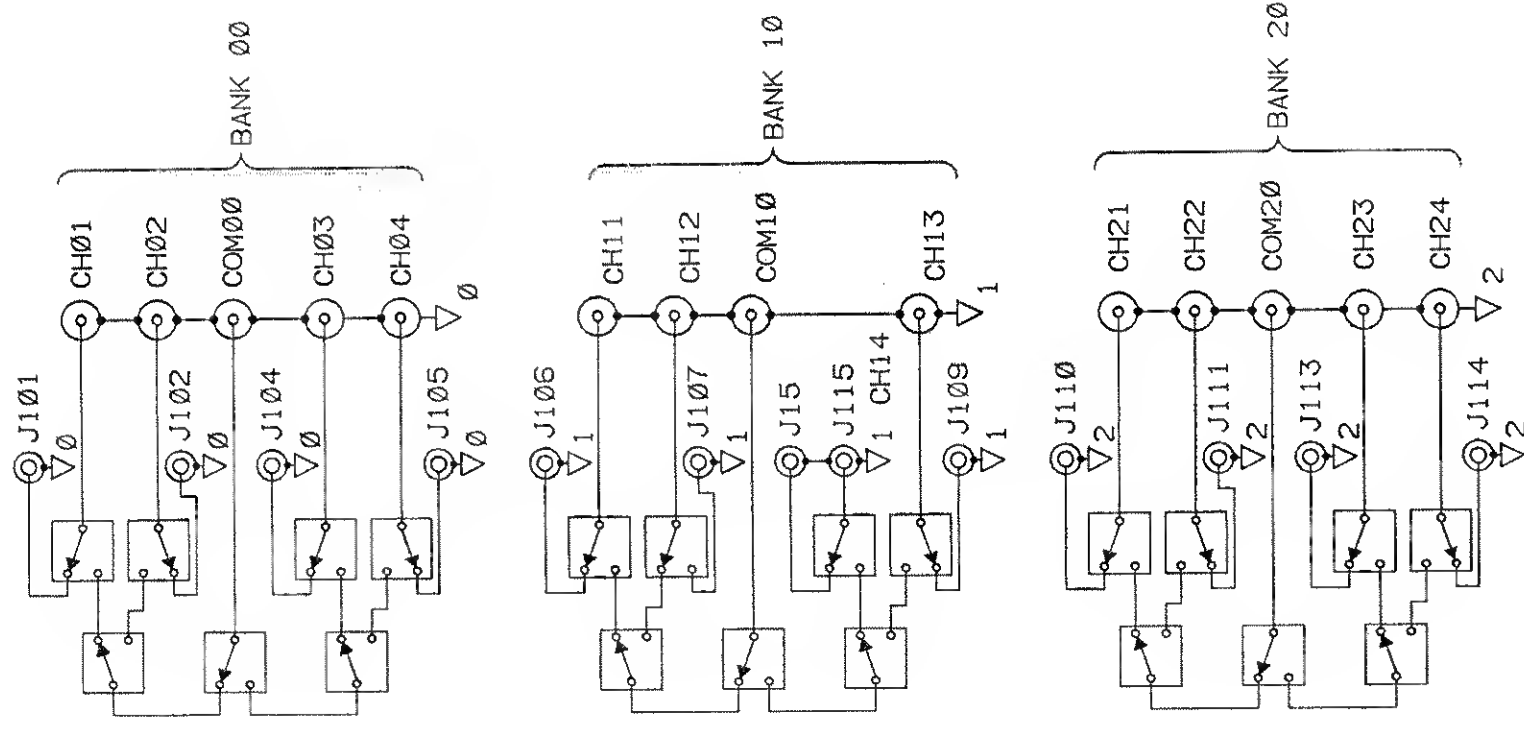 BANK 00
CH01
CH02
COM00
CH03
CH04
0
J101
0
J102
0
J104
0
J105
0
BANK 10
CH11
CH12
COM10
CH13
1
J106
1
J107
1
J15
J115
CH14
1
J109
1
BANK 20
CH21
CH22
COM20
CH23
CH24
2
J110
2
J111
2
J113
2
J114
2